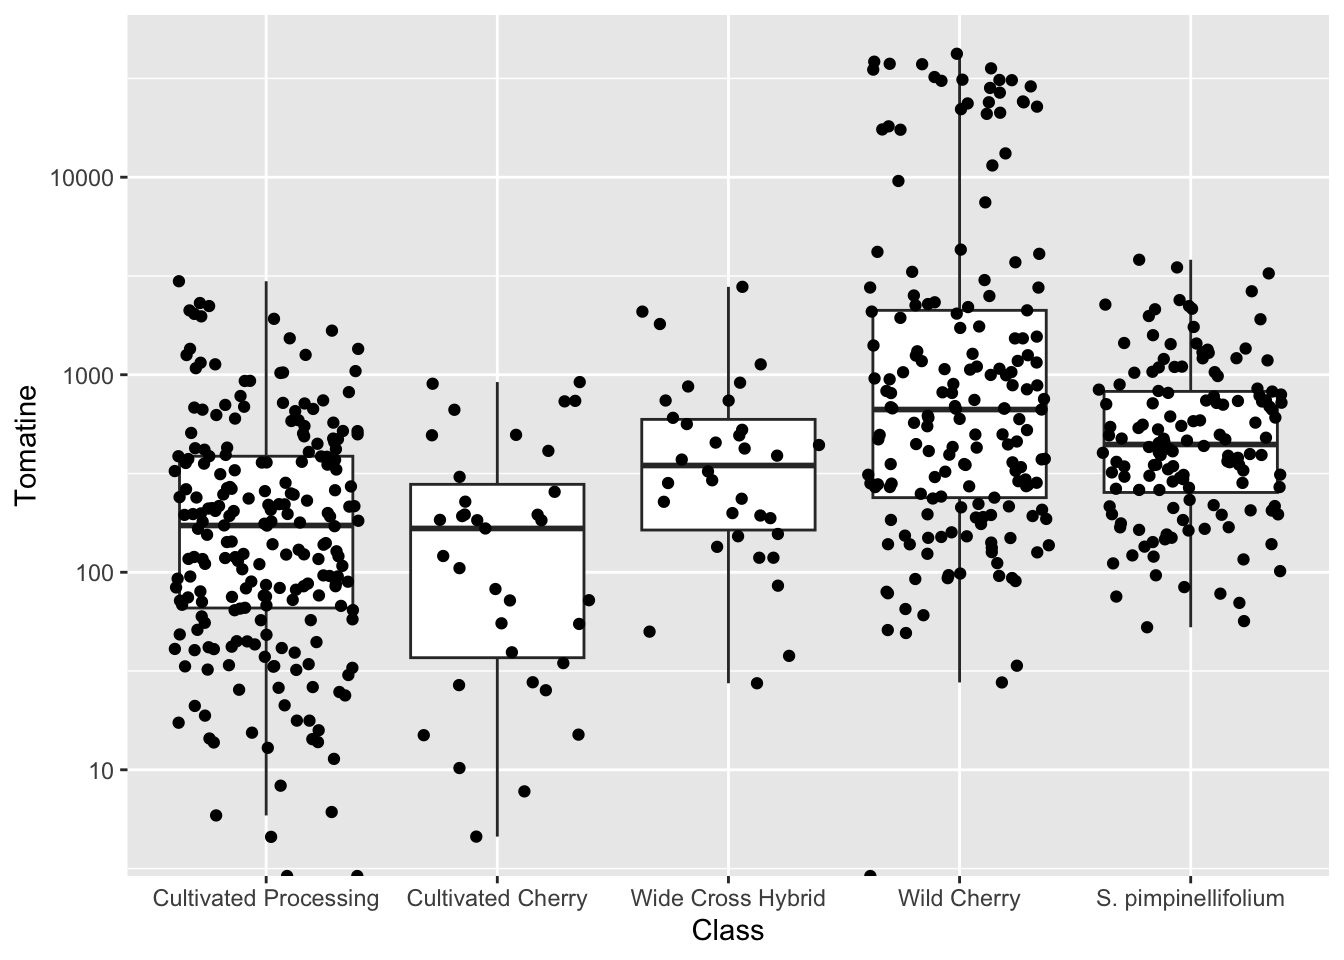 Tomatine
10000
1000
100
10
Cultivated Processing
Cultivated Cherry
Wide Cross Hybrid
Wild Cherry
S. pimpinellifolium
Class